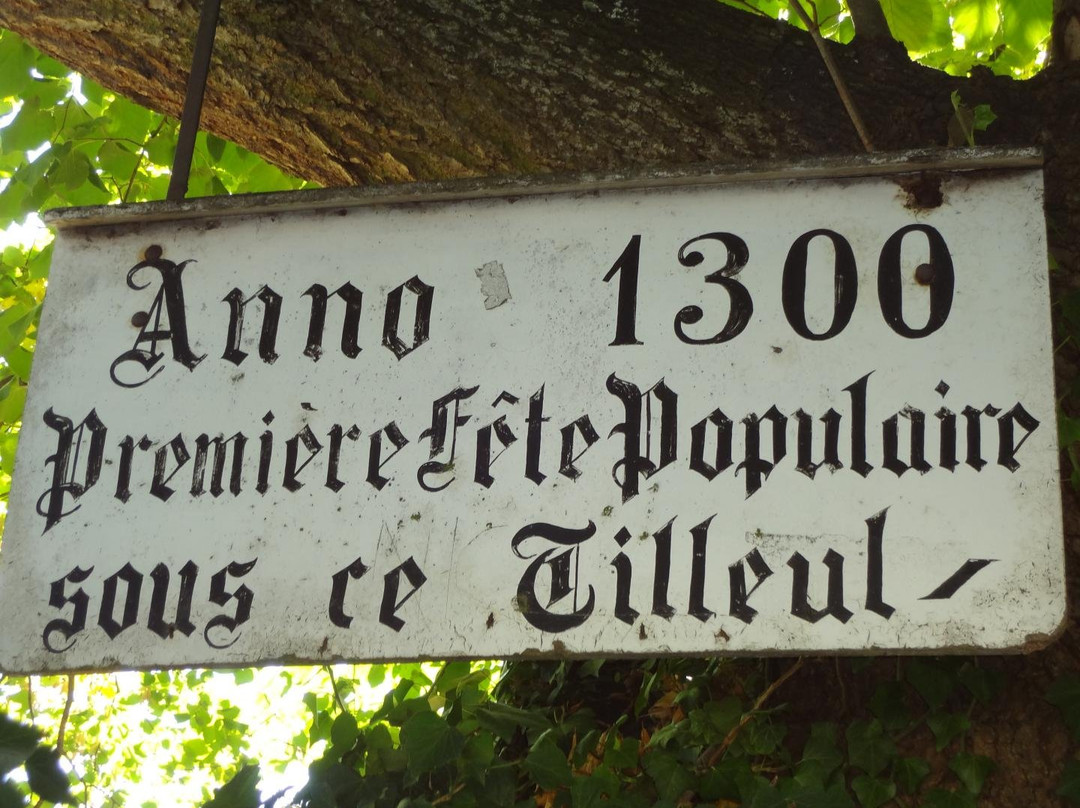 Anno 1300
Première Fête Populaire
sous ce Tilleul -